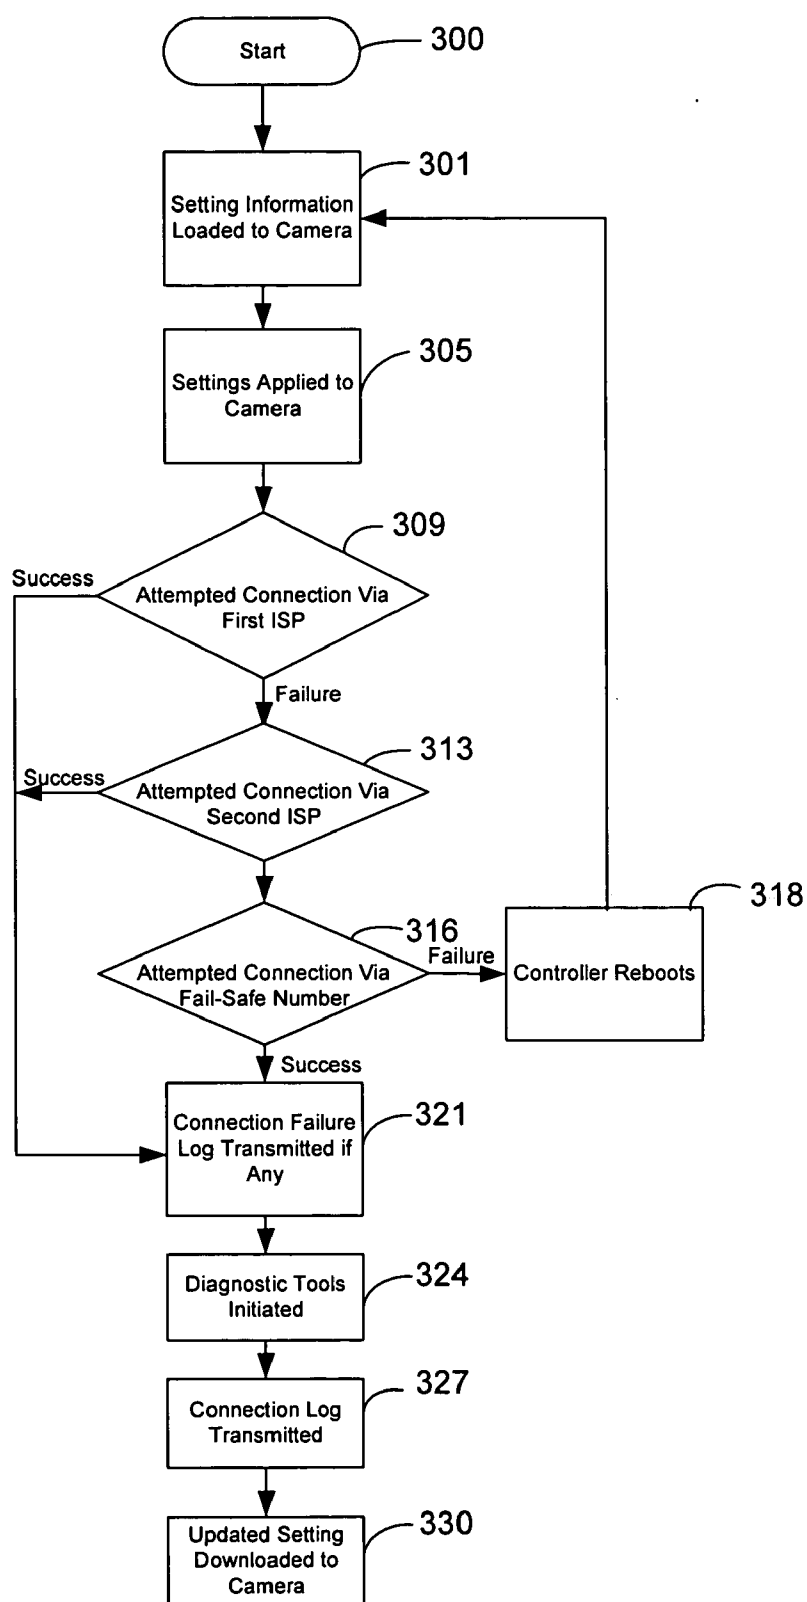 Start
300
301
Setting Information
Loaded to Camera
305
Settings Applied to
Camera
309
Success
Attempted Connection Via
First ISP
Failure
313
Success
Attempted Connection Via
Second ISP
318
316
Failure
Attempted Connection Via
Fail-Safe Number
Controller Reboots
Success
321
Connection Failure
Log Transmitted if
Any
324
Diagnostic Tools
Initiated
327
Connection Log
Transmitted
330
Updated Setting
Downloaded to
Camera